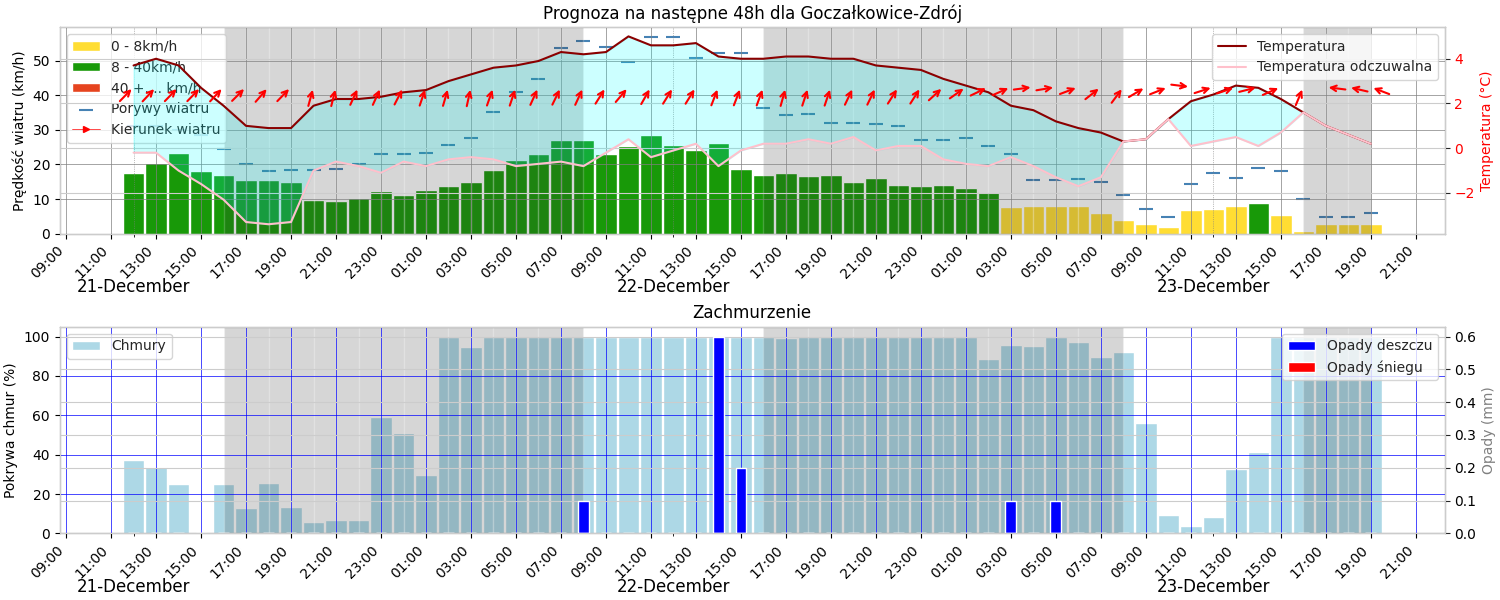 Prognoza na następne 48h dla Goczałkowice-Zdrój
0 - 8km/h
8 - 40km/h
40 + ... km/h
Porywy wiatru
Kierunek wiatru
Temperatura
Temperatura odczuwalna
Prędkość wiatru (km/h)
50
40
30
20
10
0
Temperatura (°C)
4
2
0
−2
09:00 11:00 13:00 15:00 17:00 19:00 21:00 23:00 01:00 03:00 05:00 07:00 09:00 11:00 13:00 15:00 17:00 19:00 21:00 23:00 01:00 03:00 05:00 07:00 09:00 11:00 13:00 15:00 17:00 19:00 21:00
21-December 22-December 23-December
Zachmurzenie
Chmury
Opady deszczu
Opady śniegu
Pokrywa chmur (%)
100
80
60
40
20
0
Opady (mm)
0.6
0.5
0.4
0.3
0.2
0.1
0.0
09:00 11:00 13:00 15:00 17:00 19:00 21:00 23:00 01:00 03:00 05:00 07:00 09:00 11:00 13:00 15:00 17:00 19:00 21:00 23:00 01:00 03:00 05:00 07:00 09:00 11:00 13:00 15:00 17:00 19:00 21:00
21-December 22-December 23-December